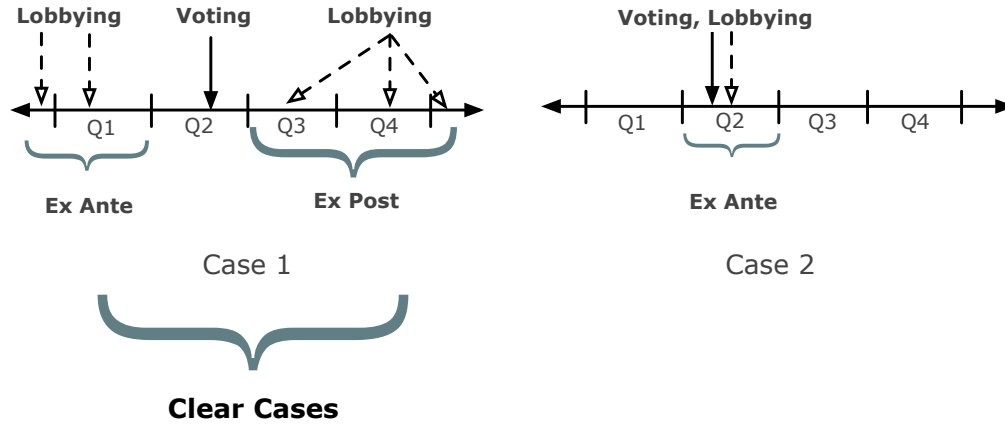 Lobbying Voting Lobbying
Q1 Q2 Q3 Q4
Ex Ante Ex Post
Case 1
Clear Cases
Voting, Lobbying
Q1 Q2 Q3 Q4
Ex Ante
Case 2